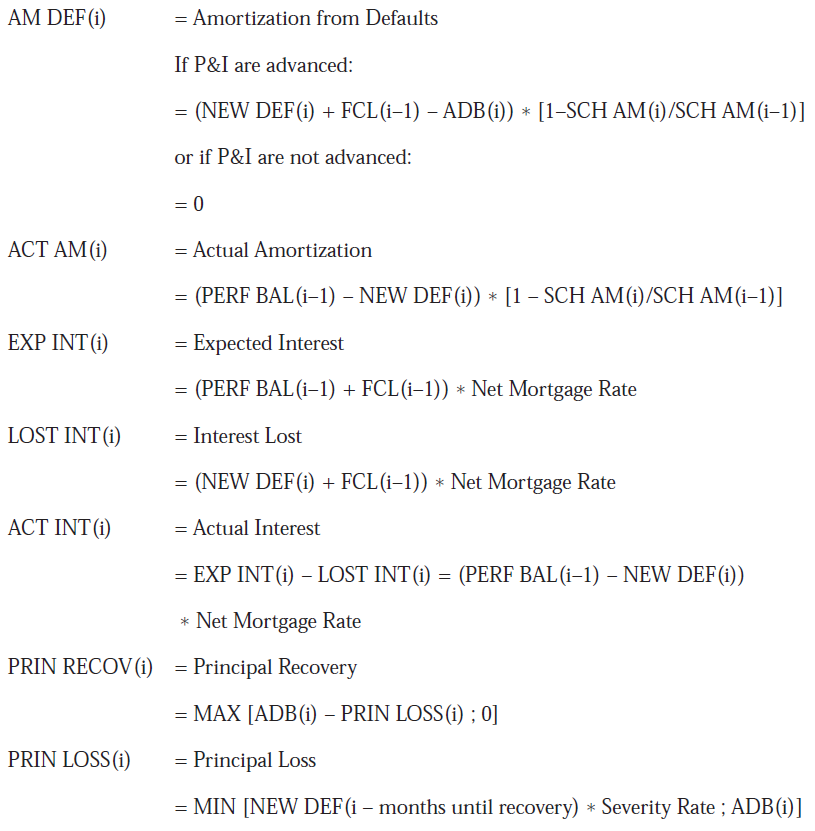 AM DEF(i) = Amortization from Defaults
If P&I are advanced:
= (NEW DEF(i) + FCL(i–1) – ADB(i)) * [1–SCH AM(i)/SCH AM(i–1)]
or if P&I are not advanced:
= 0
ACT AM(i) = Actual Amortization
= (PERF BAL(i–1) – NEW DEF(i)) * [1 – SCH AM(i)/SCH AM(i–1)]
EXP INT(i) = Expected Interest
= (PERF BAL(i–1) + FCL(i–1)) * Net Mortgage Rate
LOST INT(i) = Interest Lost
= (NEW DEF(i) + FCL(i–1)) * Net Mortgage Rate
ACT INT(i) = Actual Interest
= EXP INT(i) – LOST INT(i) = (PERF BAL(i–1) – NEW DEF(i))
* Net Mortgage Rate
PRIN RECOV(i) = Principal Recovery
= MAX [ADB(i) – PRIN LOSS(i) ; 0]
PRIN LOSS(i) = Principal Loss
= MIN [NEW DEF(i – months until recovery) * Severity Rate ; ADB(i)]